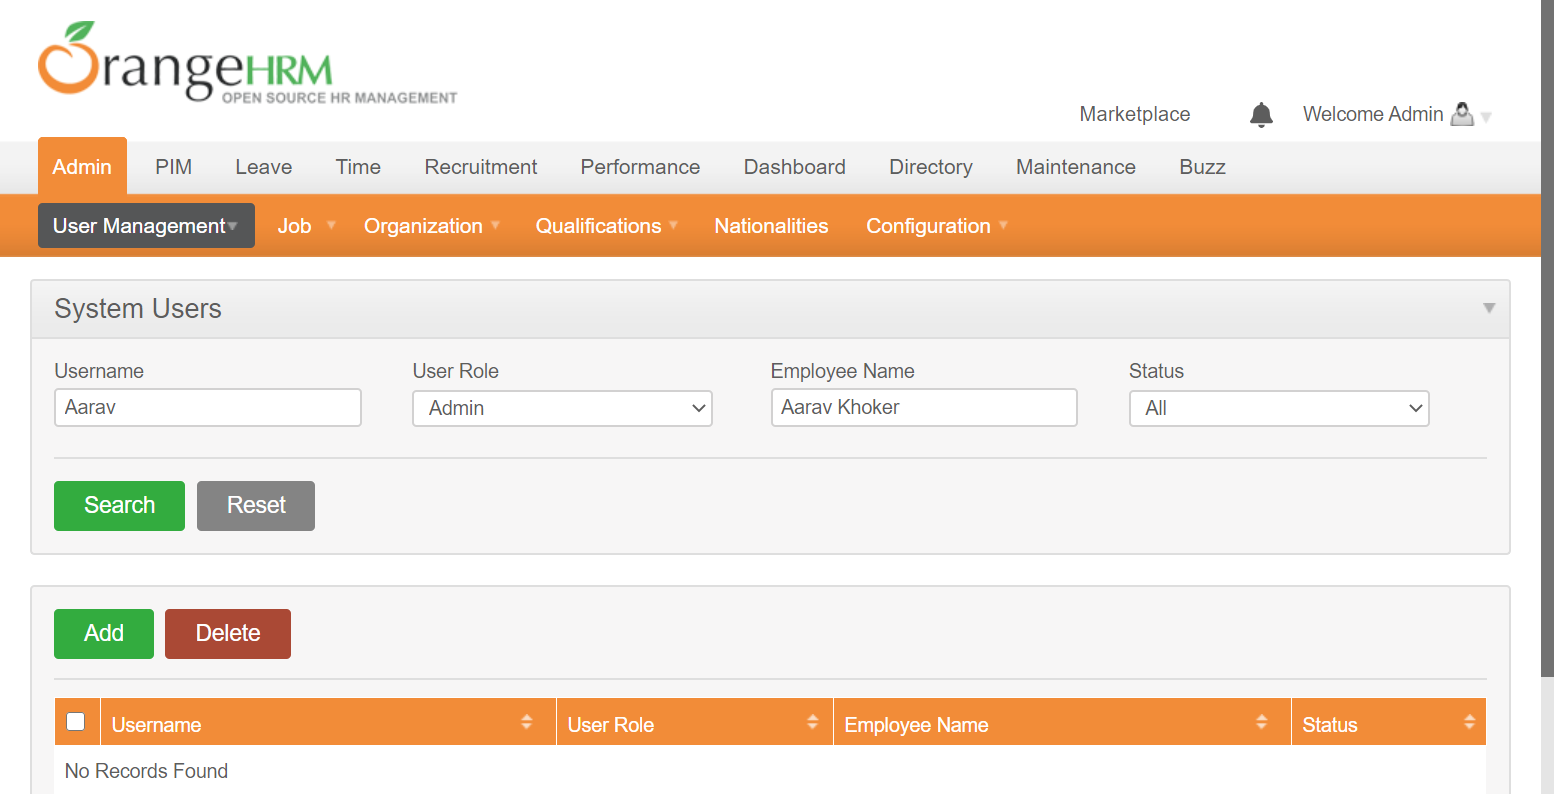 OrangeHRM
OPEN SOURCE HR MANAGEMENT
Marketplace Welcome Admin
Admin PIM Leave Time Recruitment Performance Dashboard Directory Maintenance Buzz
User Management Job Organization Qualifications Nationalities Configuration
System Users
Username User Role Employee Name Status
Aarav Admin Aarav Khoker All
Search Reset
Add Delete
Username User Role Employee Name Status
No Records Found